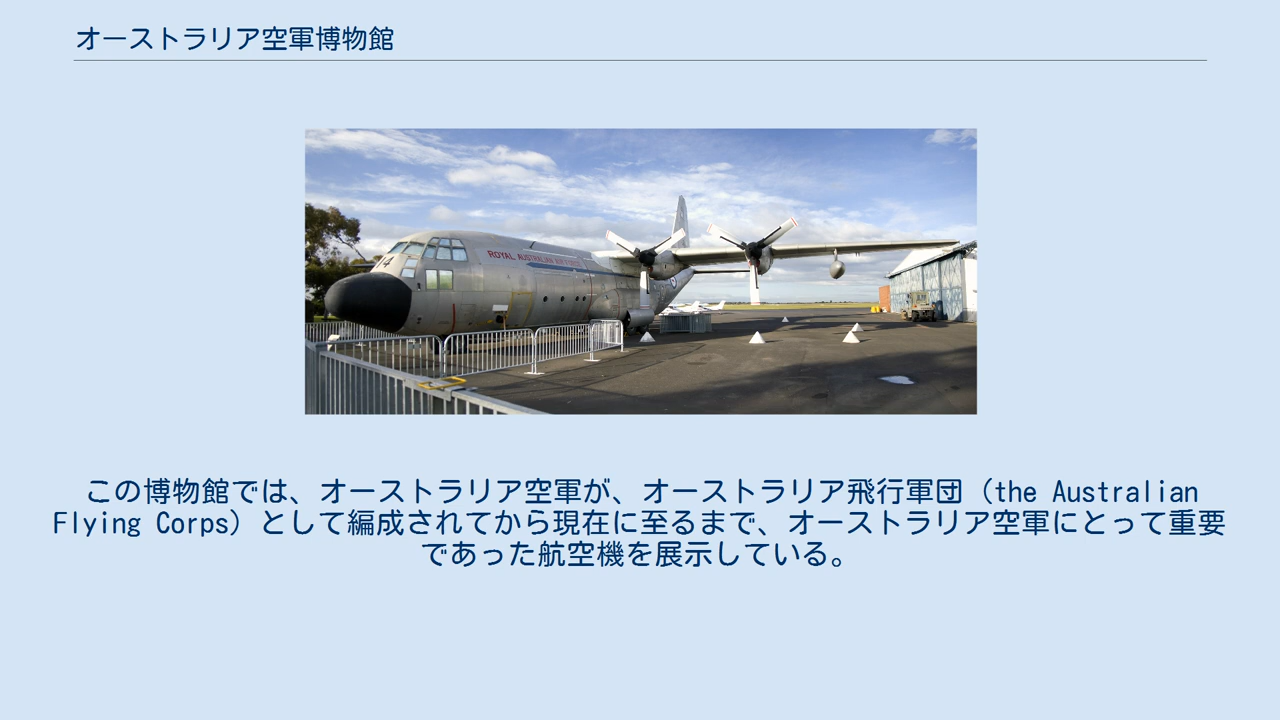 オーストラリア空軍博物館
ROYAL AUSTRALIAN AIR FORCE
この博物館では、オーストラリア空軍が、オーストラリア飛行軍団（the Australian
Flying Corps）として編成されてから現在に至るまで、オーストラリア空軍にとって重要
であった航空機を展示している。